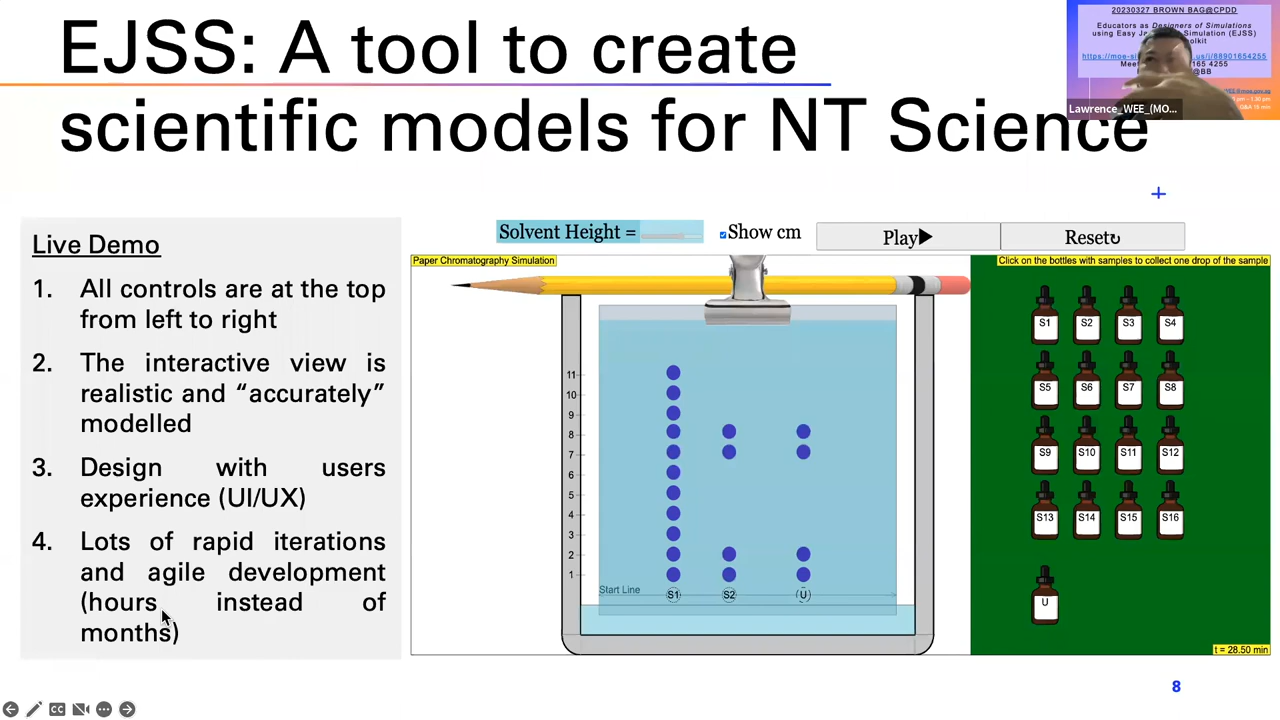 EJSS: A tool to create
scientific models for NT Science
20230327 BROWN BAG@CPDD
Educators as Designers of Simulations
Lawrence_WEE_(MO...
Live Demo
1. All controls are at the top
from left to right
2. The interactive view is
realistic and “accurately”
modelled
3. Design with users
experience (UI/UX)
4. Lots of rapid iterations
and agile development
(hours instead of
months)
Solvent Height =
Show cm
Play▶
Reset↻
Paper Chromatography Simulation
Click on the bottles with samples to collect one drop of the sample
11
10
9
8
7
6
5
4
3
2
1
Start Line
S1
S2
U
S1 S2 S3 S4
S5 S6 S7 S8
S9 S10 S11 S12
S13 S14 S15 S16
U
t = 28.50 min
8
CC